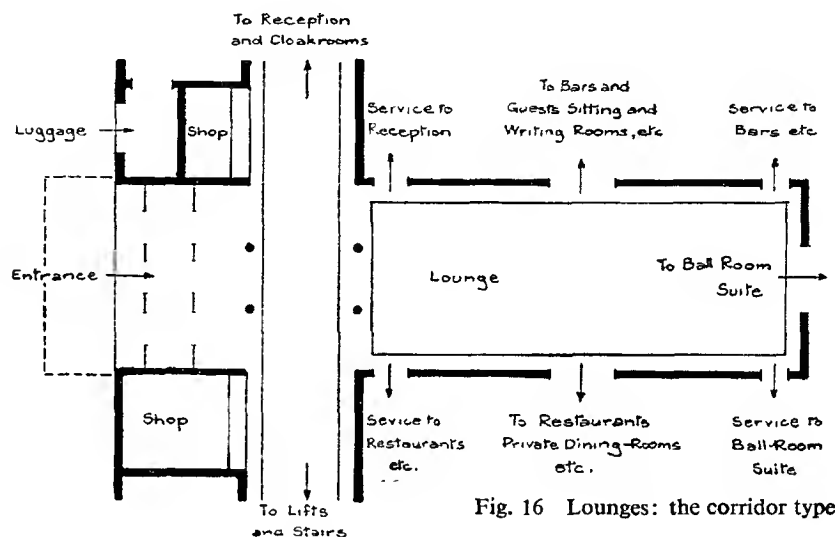 To Reception
and Cloakrooms
Luggage
Shop
Service to
Reception
To Bars and
Guests Sitting and
Writing Rooms, etc
Service to
Bars etc
Entrance
Lounge
To Ball Room
Suite
Shop
Sevice to
Restaurants
etc.
To Restaurants
Private Dining-Rooms
etc.
Service to
Ball-Room
Suite
To Lifts
and Stairs
Fig. 16 Lounges: the corridor type